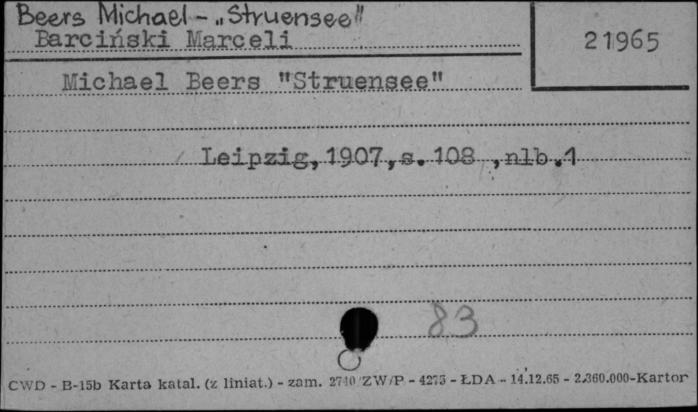 Beers Michael - „Struensee"
Barciński Marceli
21965
Michael Beers "Struensee"
Leipzig, 1907, s. 108 , nlb.1
83
CWD - B-15b Karta katal. (z liniat.) - zam. 2740/ZW/P - 4275 - ŁDA - 14.12.65 - 2.360.000-Kartor